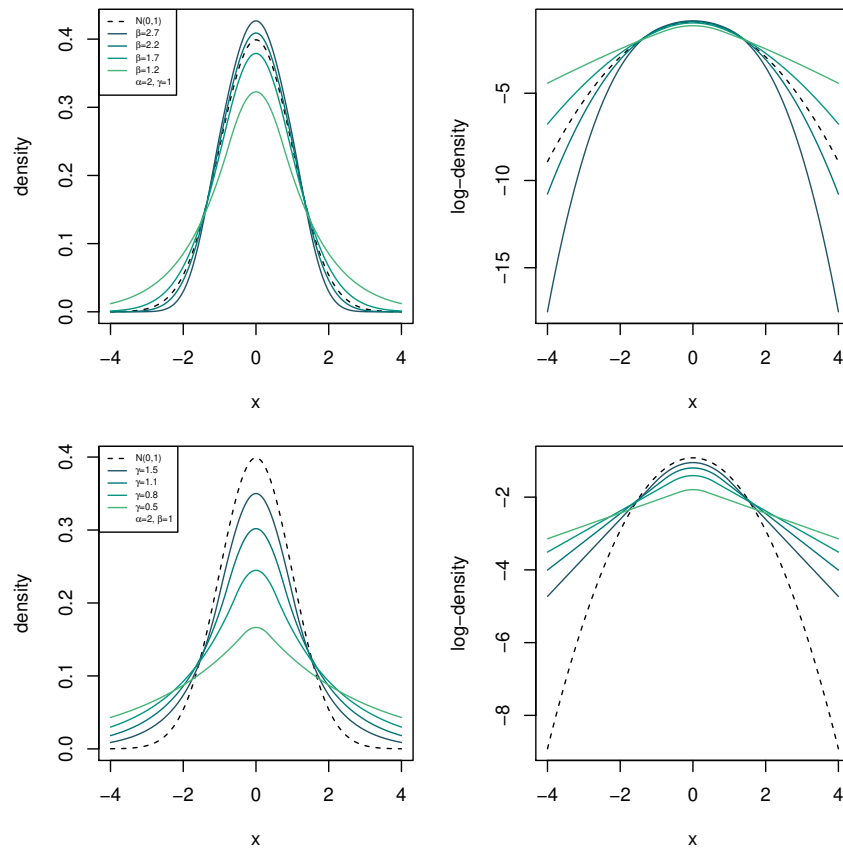 N(0,1)
β=2.7
β=2.2
β=1.7
β=1.2
α=2, γ=1
0.0 0.1 0.2 0.3 0.4
density
−4 −2 0 2 4
x
−15 −10 −5
log−density
−4 −2 0 2 4
x
N(0,1)
γ=1.5
γ=1.1
γ=0.8
γ=0.5
α=2, β=1
0.0 0.1 0.2 0.3 0.4
density
−4 −2 0 2 4
x
−8 −6 −4 −2
log−density
−4 −2 0 2 4
x